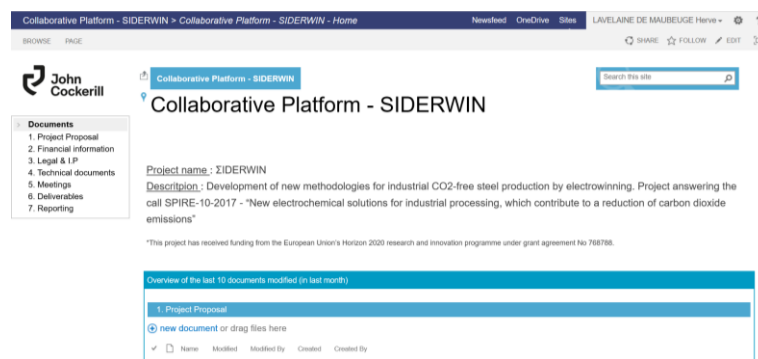 Collaborative Platform - SIDERWIN > Collaborative Platform - SIDERWIN - Home Newsfeed OneDrive Sites LAVELAINE DE MAUBEUGE Herve
BROWSE PAGE SHARE FOLLOW EDIT
John
Cockerill
Collaborative Platform - SIDERWIN
Search this site
Collaborative Platform - SIDERWIN
Documents
1. Project Proposal
2. Financial information
3. Legal & I.P
4. Technical documents
5. Meetings
6. Deliverables
7. Reporting
Project name : ΣIDERWIN
Descritpion : Development of new methodologies for industrial CO2-free steel production by electrowinning. Project answering the
call SPIRE-10-2017 - “New electrochemical solutions for industrial processing, which contribute to a reduction of carbon dioxide
emissions”
"This project has received funding from the European Union's Horizon 2020 research and innovation programme under grant agreement No 768788.
Overview of the last 10 documents modified (in last month)
1. Project Proposal
new document or drag files here
Name Modified Modified By Created Created By